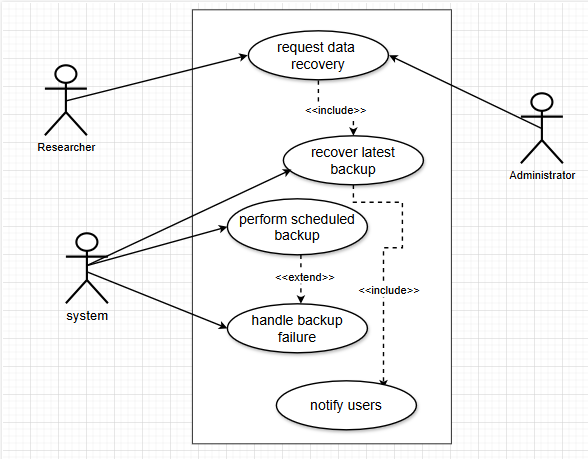 request data
recovery
<<include>>
Researcher
recover latest
backup
Administrator
perform scheduled
backup
<<extend>>
<<include>>
system
handle backup
failure
notify users